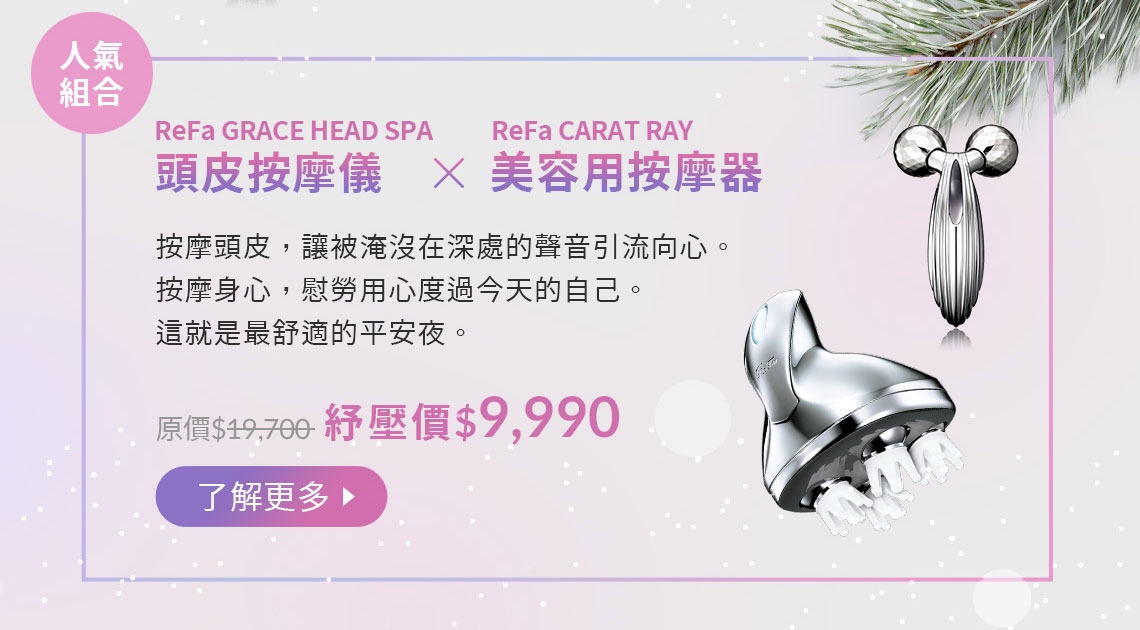 人氣
組合
ReFa GRACE HEAD SPA
頭皮按摩儀
×
ReFa CARAT RAY
美容用按摩器
按摩頭皮，讓被淹沒在深處的聲音引流向心。
按摩身心，慰勞用心度過今天的自己。
這就是最舒適的平安夜。
原價$19,700 紓壓價$9,990
了解更多